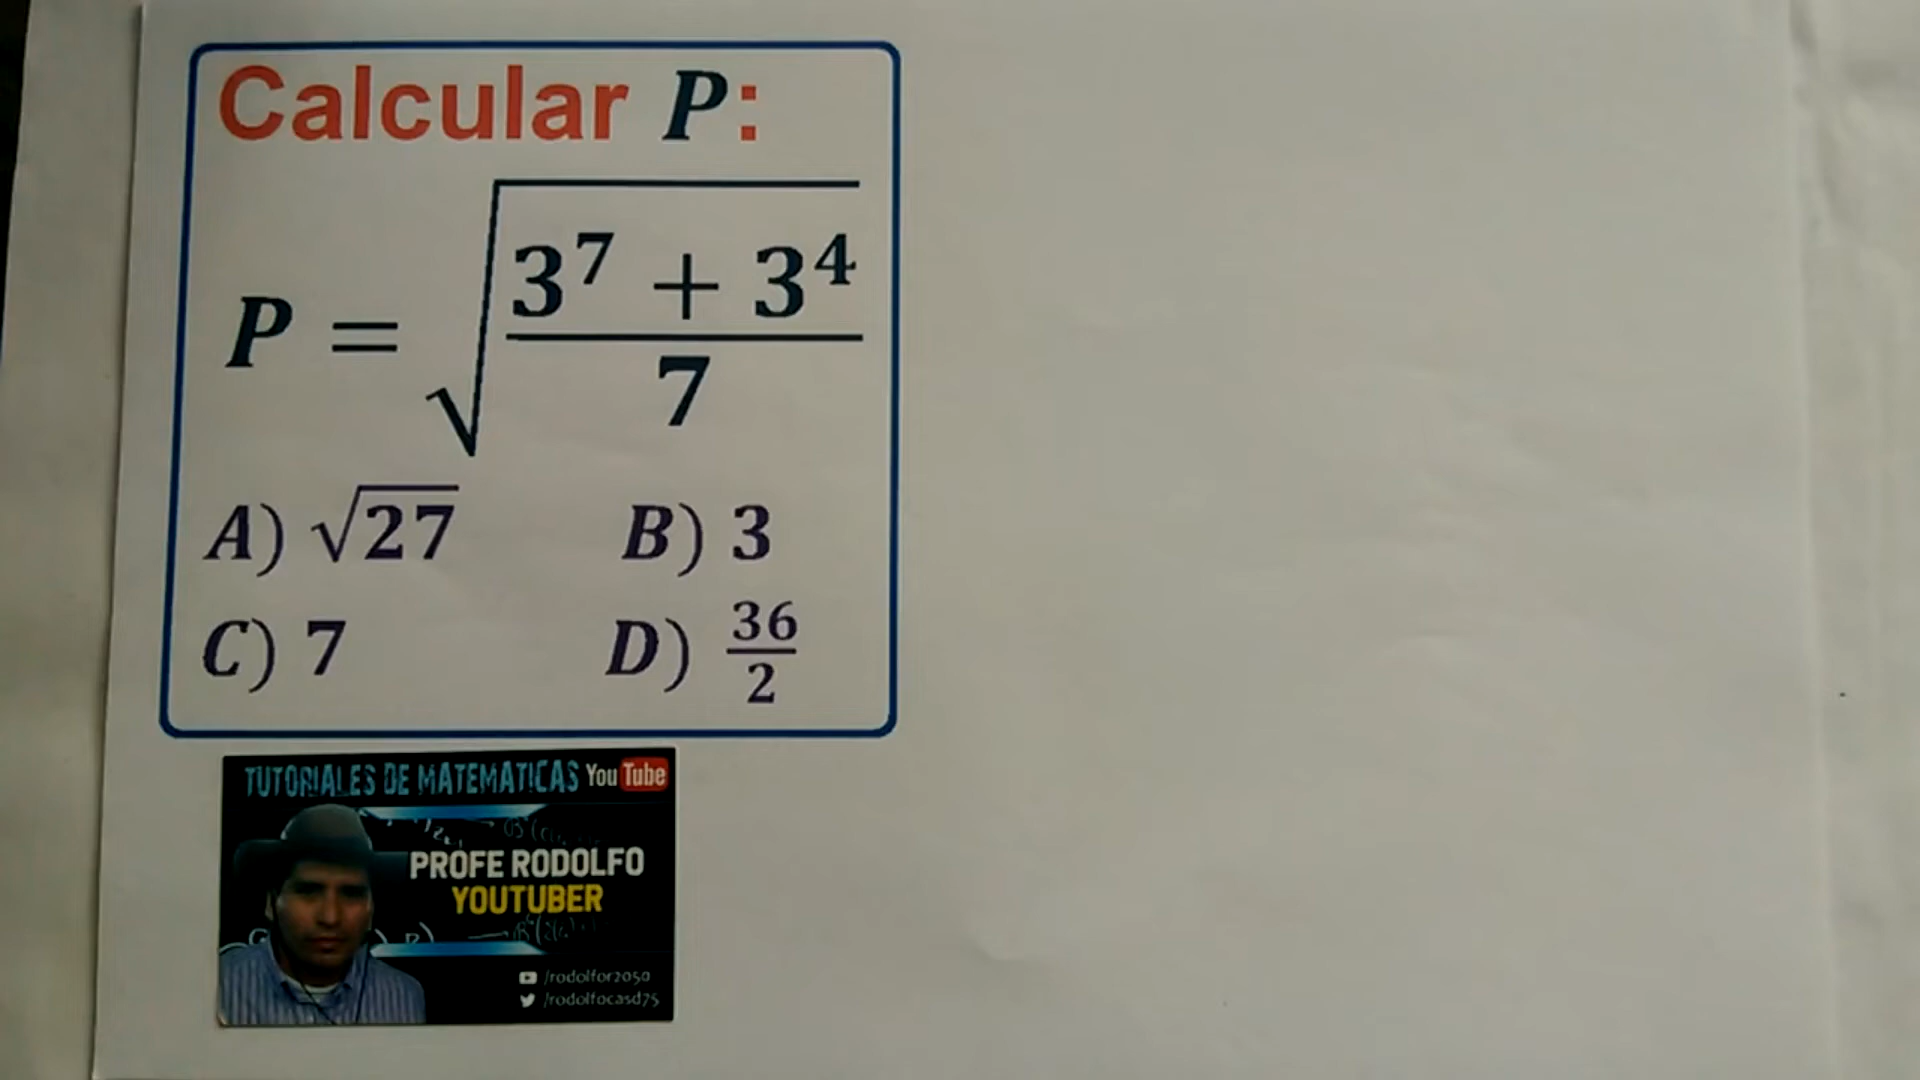 Calcular P:
P = √((3⁷ + 3⁴)/7)
A) √27 B) 3
C) 7 D) 36/2
TUTORIALES DE MATEMATICAS YouTube
PROFE RODOLFO
YOUTUBER
/rodolfor2050
/rodolfocasd75